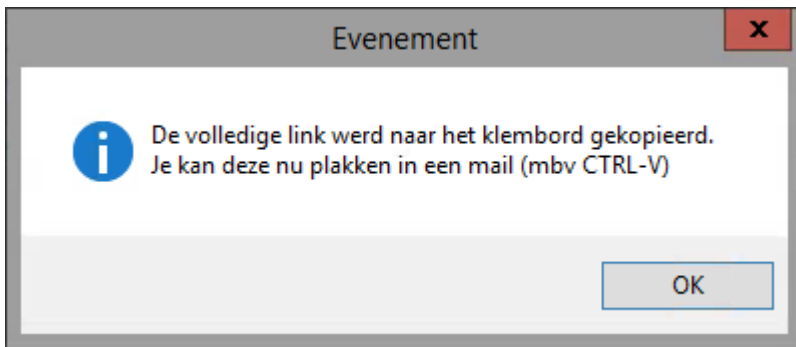 Evenement
x
De volledige link werd naar het klembord gekopieerd.
Je kan deze nu plakken in een mail (mbv CTRL-V)
OK